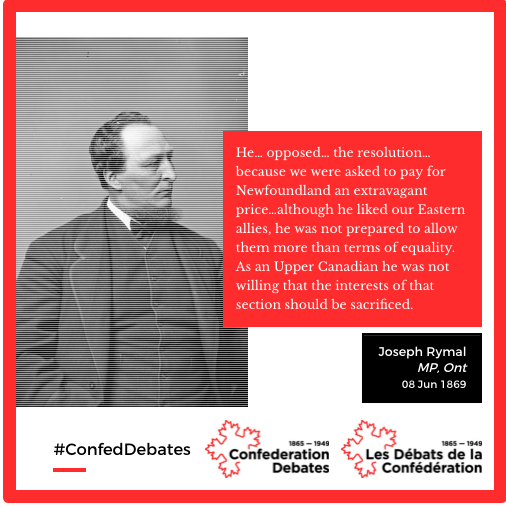 He... opposed... the resolution...
because we were asked to pay for
Newfoundland an extravagant
price...although he liked our Eastern
allies, he was not prepared to allow
them more than terms of equality.
As an Upper Canadian he was not
willing that the interests of that
section should be sacrificed.
Joseph Rymal
MP, Ont
08 Jun 1869
#ConfedDebates
1865 — 1949
Confederation
Debates
1865 — 1949
Les Débats de la
Confédération